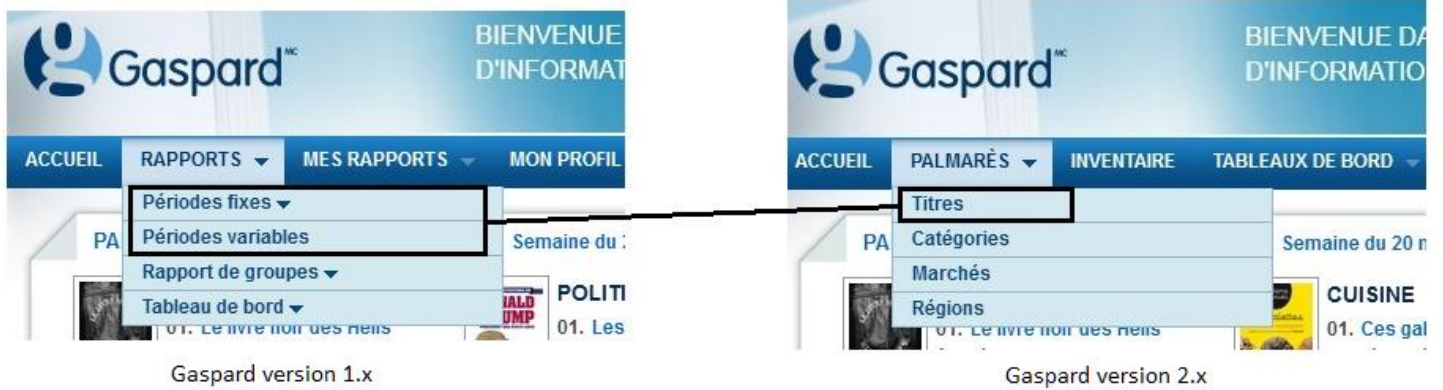 Gaspard MC
BIENVENUE
D'INFORMAT
ACCUEIL RAPPORTS MES RAPPORTS MON PROFIL
Périodes fixes
Périodes variables
Rapport de groupes
Tableau de bord
PA
Semaine du
POLITI
01. Le livre noir des Hells
01. Les
Gaspard version 1.x
Gaspard MC
BIENVENUE DA
D'INFORMATIO
ACCUEIL PALMARÈS INVENTAIRE TABLEAUX DE BORD
Titres
Catégories
Marchés
Régions
PA
Semaine du 20 n
CUISINE
01. Le livre noir des Hells
01. Ces gal
Gaspard version 2.x